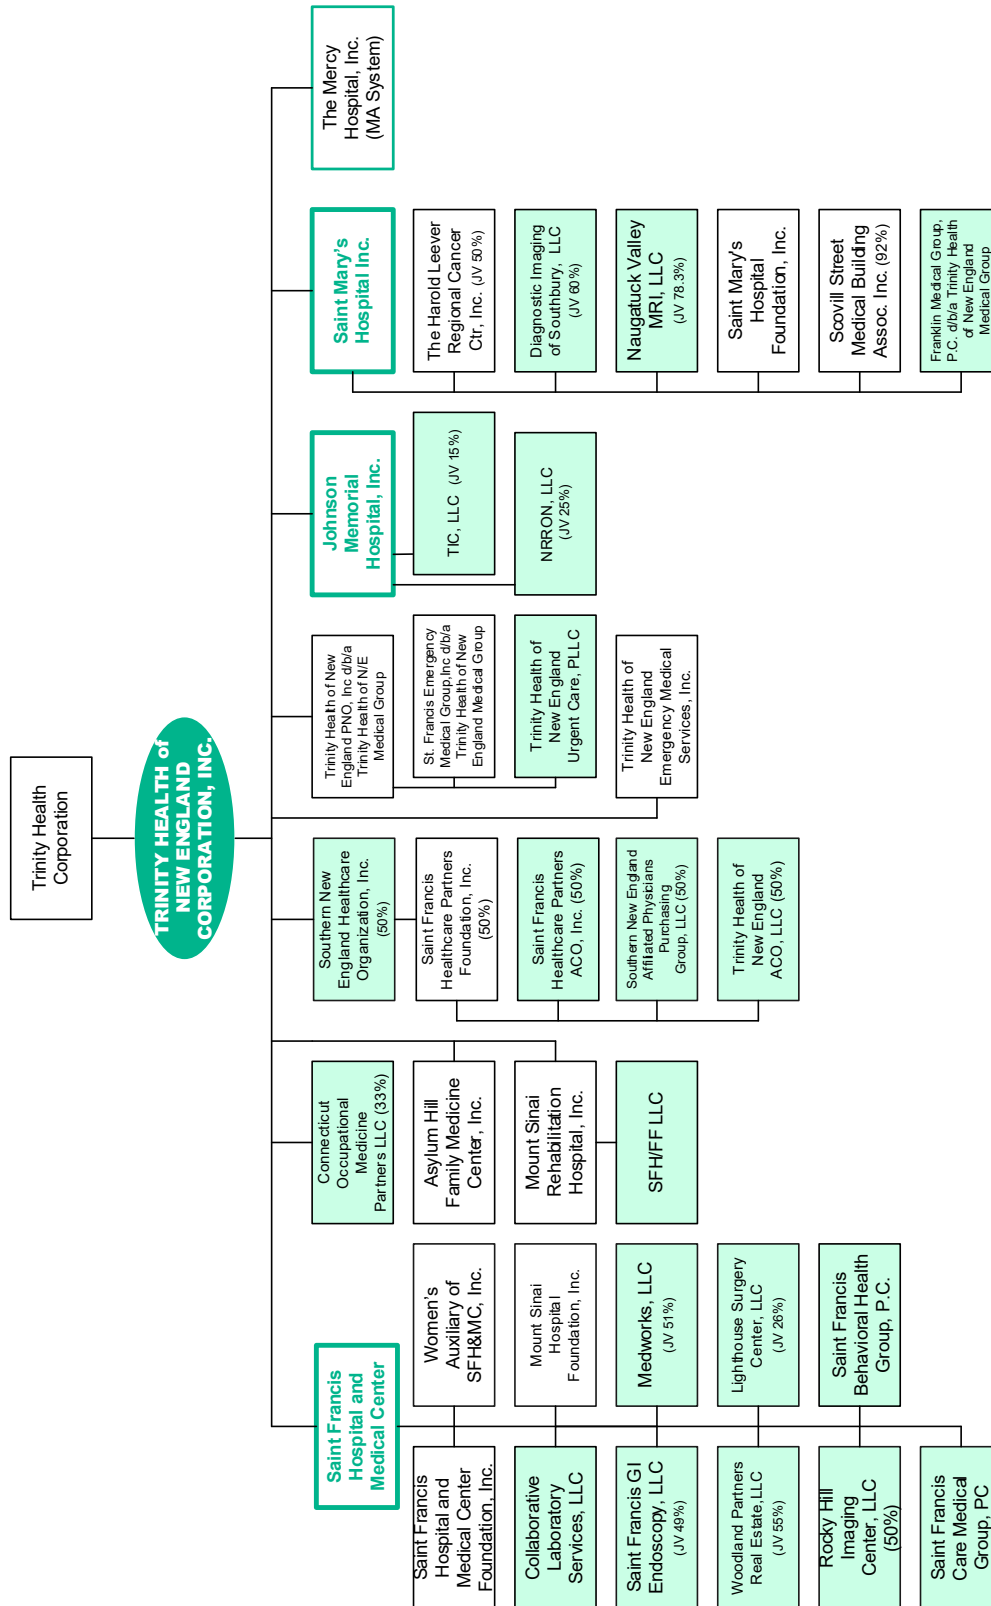 Trinity Health
Corporation
TRINITY HEALTH of
NEW ENGLAND
CORPORATION, INC.
Saint Francis
Hospital and
Medical Center
Saint Francis
Hospital and
Medical Center
Foundation, Inc.
Women's
Auxiliary of
SFH&MC, Inc.
Collaborative
Laboratory
Services, LLC
Mount Sinai
Hospital
Foundation, Inc.
Saint Francis GI
Endoscopy, LLC
(JV 49%)
Medworks, LLC
(JV 51%)
Woodland Partners
Real Estate, LLC
(JV 55%)
Lighthouse Surgery
Center, LLC
(JV 26%)
Rocky Hill
Imaging
Center, LLC
(50%)
Saint Francis
Behavioral Health
Group, P.C.
Saint Francis
Care Medical
Group, PC
Connecticut
Occupational
Medicine
Partners LLC (33%)
Asylum Hill
Family Medicine
Center, Inc.
Mount Sinai
Rehabilitation
Hospital, Inc.
SFH/FF LLC
Southern New
England Healthcare
Organization, Inc.
(50%)
Saint Francis
Healthcare Partners
Foundation, Inc.
(50%)
Saint Francis
Healthcare Partners
ACO, Inc. (50%)
Southern New England
Affiliated Physicians
Purchasing
Group, LLC (50%)
Trinity Health of
New England
ACO, LLC (50%)
Trinity Health of New
England PNO, Inc d/b/a
Trinity Health of N/E
Medical Group
St. Francis Emergency
Medical Group,Inc d/b/a
Trinity Health of New
England Medical Group
Trinity Health of
New England
Urgent Care, PLLC
Trinity Health of
New England
Emergency Medical
Services, Inc.
Johnson
Memorial
Hospital, Inc.
TIC, LLC (JV 15%)
NRRON, LLC
(JV 25%)
Saint Mary's
Hospital Inc.
The Harold Leever
Regional Cancer
Ctr, Inc. (JV 50%)
Diagnostic Imaging
of Southbury, LLC
(JV 60%)
Naugatuck Valley
MRI, LLC
(JV 78.3%)
Saint Mary's
Hospital
Foundation, Inc.
Scovill Street
Medical Building
Assoc. Inc. (92%)
Franklin Medical Group,
P.C. d/b/a Trinity Health
of New England
Medical Group
The Mercy
Hospital, Inc.
(MA System)